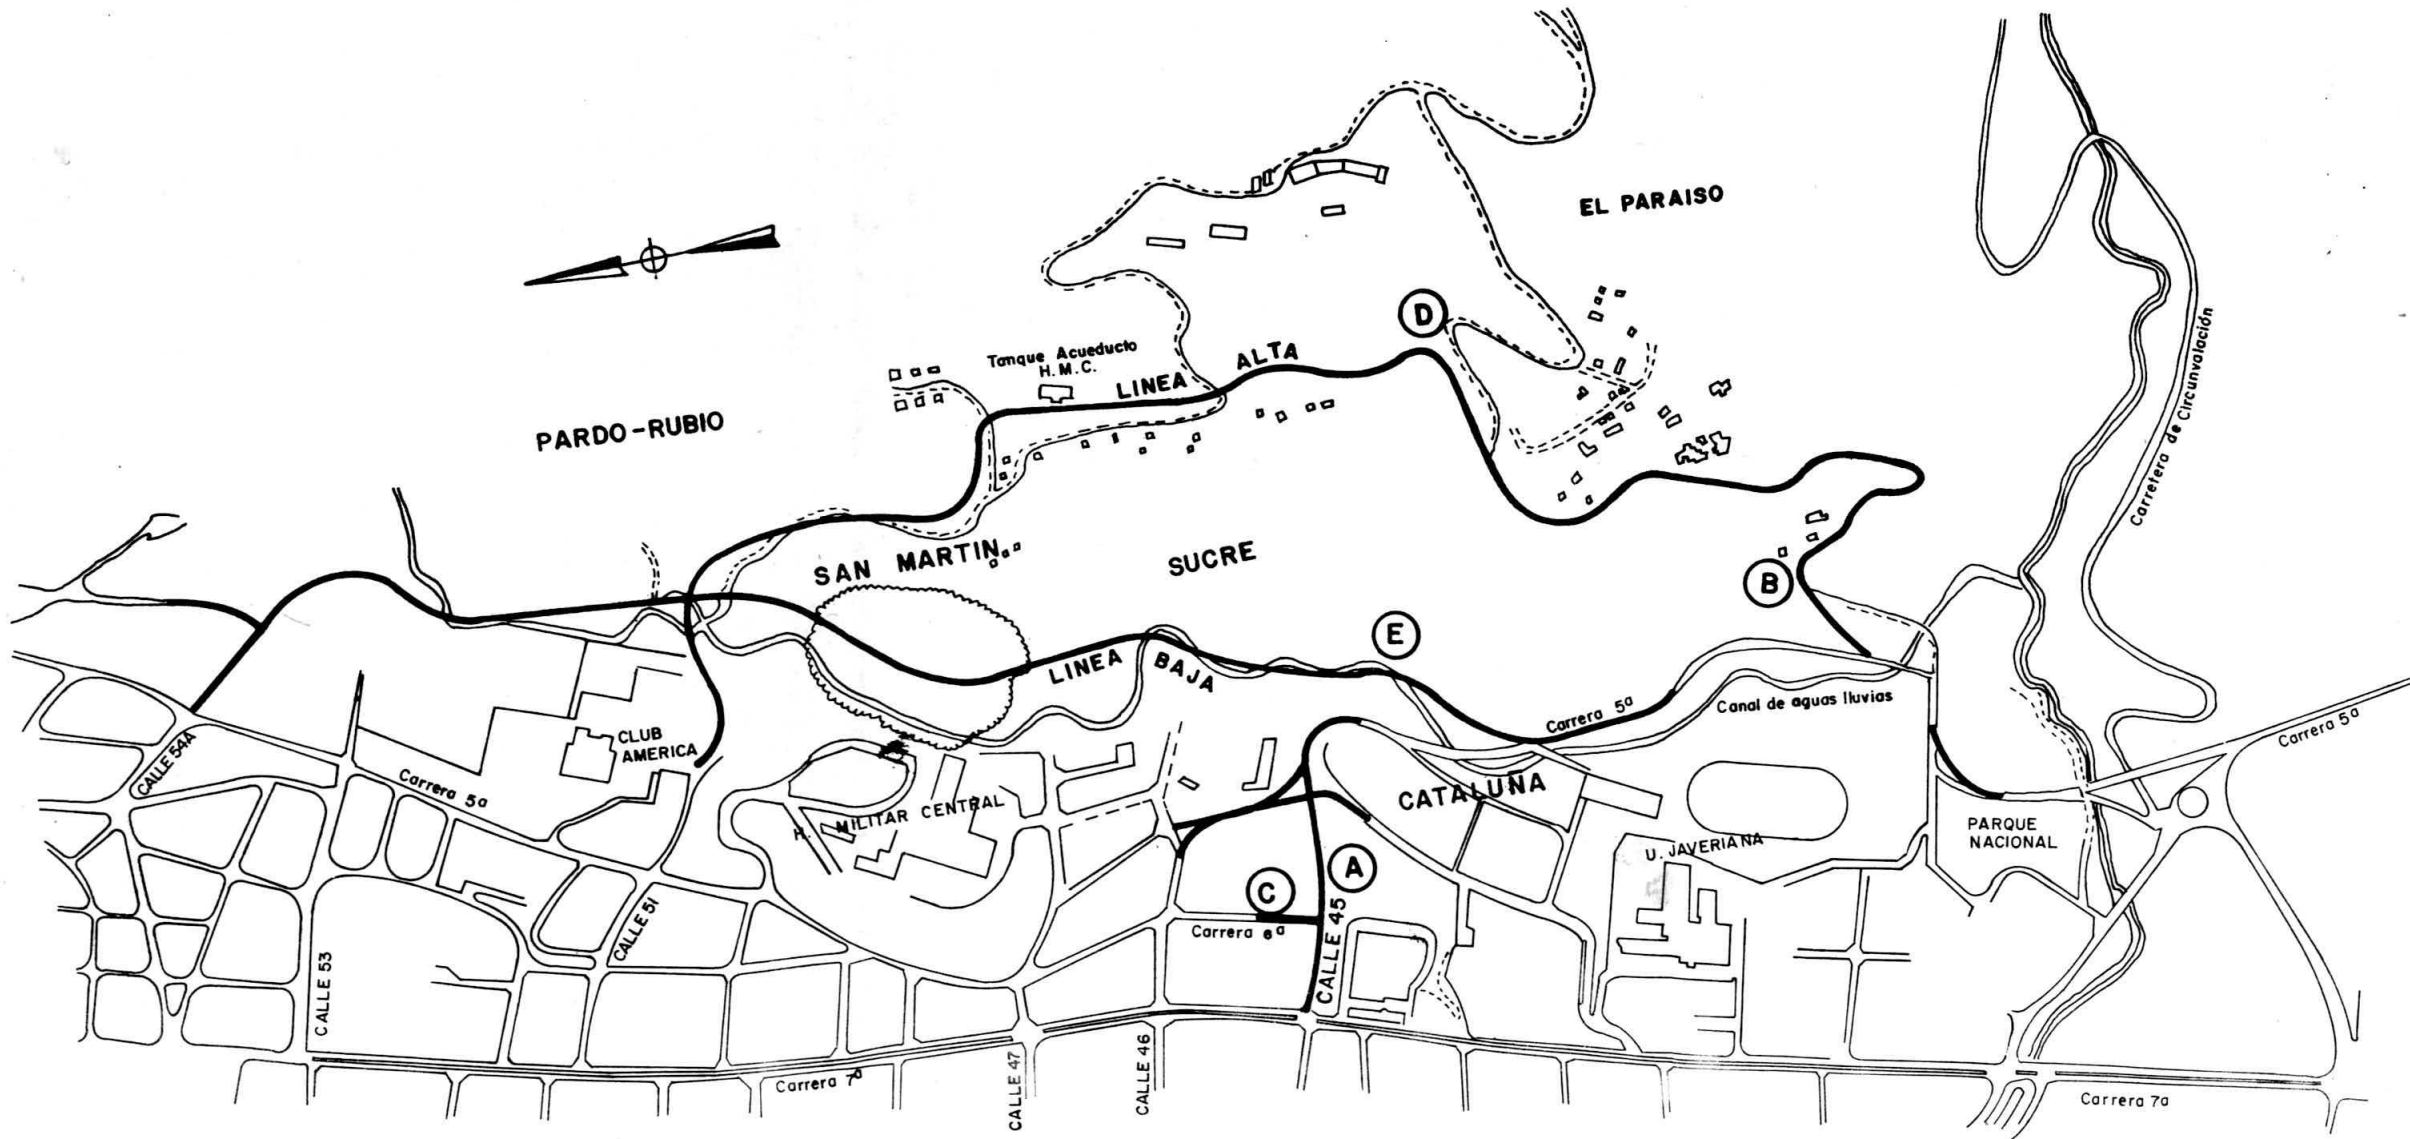 EL PARAISO
Carretera de Circunvalación
D
Tanque Acueducto
H.M.C.
LINEA ALTA
PARDO-RUBIO
SAN MARTIN
SUCRE
B
E
LINEA BAJA
Carrera 5a
Canal de aguas lluvias
Carrera 5a
CLUB
AMERICA
CALLE 54A
Carrera 5a
H. MILITAR CENTRAL
CATALUÑA
PARQUE
NACIONAL
U. JAVERIANA
A
C
CALLE 51
Carrera 6a
CALLE 45
CALLE 53
CALLE 47
CALLE 46
Carrera 7a
Carrera 7a